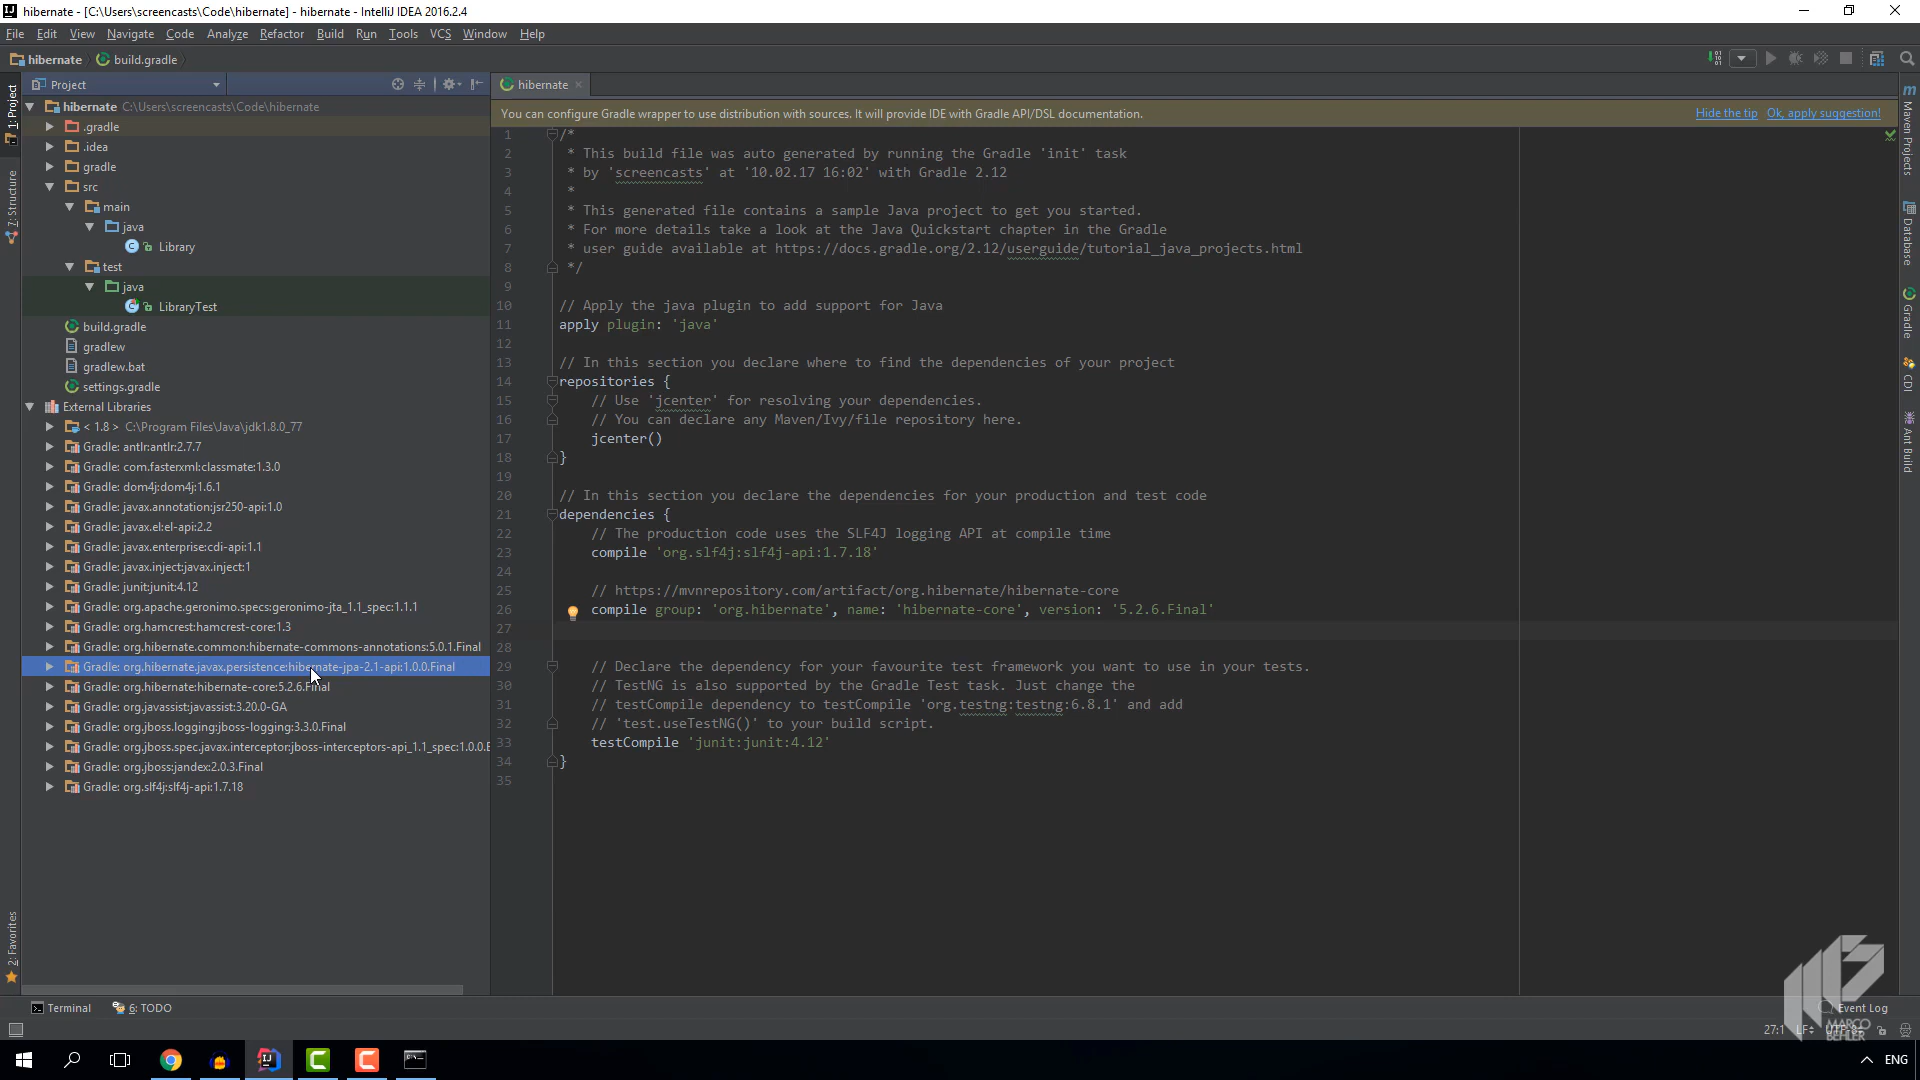 hibernate - [C:\Users\screencasts\Code\hibernate] - hibernate - IntelliJ IDEA 2016.2.4
File Edit View Navigate Code Analyze Refactor Build Run Tools VCS Window Help
hibernate build.gradle
Project
hibernate
1: Project
7: Structure
2: Favorites
hibernate C:\Users\screencasts\Code\hibernate
.gradle
.idea
gradle
src
main
java
Library
test
java
LibraryTest
build.gradle
gradlew
gradlew.bat
settings.gradle
External Libraries
< 1.8 > C:\Program Files\Java\jdk1.8.0_77
Gradle: antlr:antlr:2.7.7
Gradle: com.fasterxml:classmate:1.3.0
Gradle: dom4j:dom4j:1.6.1
Gradle: javax.annotation:jsr250-api:1.0
Gradle: javax.el:el-api:2.2
Gradle: javax.enterprise:cdi-api:1.1
Gradle: javax.inject:javax.inject:1
Gradle: junit:junit:4.12
Gradle: org.apache.geronimo.specs:geronimo-jta_1.1_spec:1.1.1
Gradle: org.hamcrest:hamcrest-core:1.3
Gradle: org.hibernate.common:hibernate-commons-annotations:5.0.1.Final
Gradle: org.hibernate.javax.persistence:hibernate-jpa-2.1-api:1.0.0.Final
Gradle: org.hibernate:hibernate-core:5.2.6.Final
Gradle: org.javassist:javassist:3.20.0-GA
Gradle: org.jboss.logging:jboss-logging:3.3.0.Final
Gradle: org.jboss.spec.javax.interceptor:jboss-interceptors-api_1.1_spec:1.0.0.
Gradle: org.jboss:jandex:2.0.3.Final
Gradle: org.slf4j:slf4j-api:1.7.18
You can configure Gradle wrapper to use distribution with sources. It will provide IDE with Gradle API/DSL documentation. Hide the tip Ok, apply suggestion!
1 /*
2 * This build file was auto generated by running the Gradle 'init' task
3 * by 'screencasts' at '10.02.17 16:02' with Gradle 2.12
4 *
5 * This generated file contains a sample Java project to get you started.
6 * For more details take a look at the Java Quickstart chapter in the Gradle
7 * user guide available at https://docs.gradle.org/2.12/userguide/tutorial_java_projects.html
8 */
9
10 // Apply the java plugin to add support for Java
11 apply plugin: 'java'
12
13 // In this section you declare where to find the dependencies of your project
14 repositories {
15 // Use 'jcenter' for resolving your dependencies.
16 // You can declare any Maven/Ivy/file repository here.
17 jcenter()
18 }
19
20 // In this section you declare the dependencies for your production and test code
21 dependencies {
22 // The production code uses the SLF4J logging API at compile time
23 compile 'org.slf4j:slf4j-api:1.7.18'
24
25 // https://mvnrepository.com/artifact/org.hibernate/hibernate-core
26 compile group: 'org.hibernate', name: 'hibernate-core', version: '5.2.6.Final'
27
28
29 // Declare the dependency for your favourite test framework you want to use in your tests.
30 // TestNG is also supported by the Gradle Test task. Just change the
31 // testCompile dependency to testCompile 'org.testng:testng:6.8.1' and add
32 // 'test.useTestNG()' to your build script.
33 testCompile 'junit:junit:4.12'
34 }
35
Maven Projects
Database
Gradle
CDI
Ant Build
Terminal 6: TODO Event Log
27:1 LF UTF-8
MARCO
BEHLER
ENG